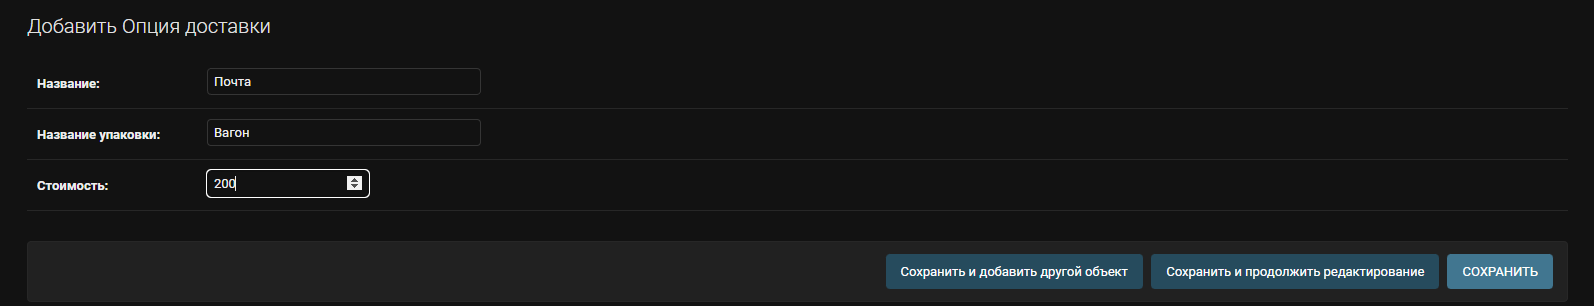 Добавить Опция доставки
Название: Почта
Название упаковки: Вагон
Стоимость: 200
Сохранить и добавить другой объект Сохранить и продолжить редактирование СОХРАНИТЬ